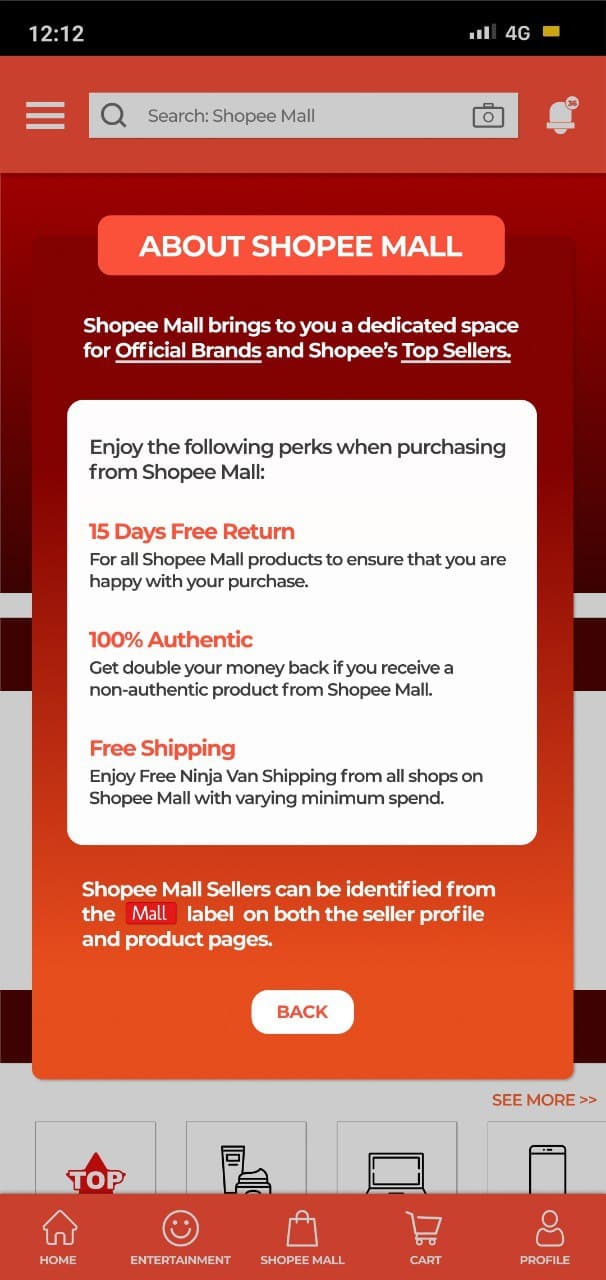 12:12
4G
Search: Shopee Mall
36
ABOUT SHOPEE MALL
Shopee Mall brings to you a dedicated space
for Official Brands and Shopee’s Top Sellers.
Enjoy the following perks when purchasing
from Shopee Mall:
15 Days Free Return
For all Shopee Mall products to ensure that you are
happy with your purchase.
100% Authentic
Get double your money back if you receive a
non-authentic product from Shopee Mall.
Free Shipping
Enjoy Free Ninja Van Shipping from all shops on
Shopee Mall with varying minimum spend.
Shopee Mall Sellers can be identified from
the Mall label on both the seller profile
and product pages.
BACK
SEE MORE >>
TOP
HOME
ENTERTAINMENT
SHOPEE MALL
CART
PROFILE